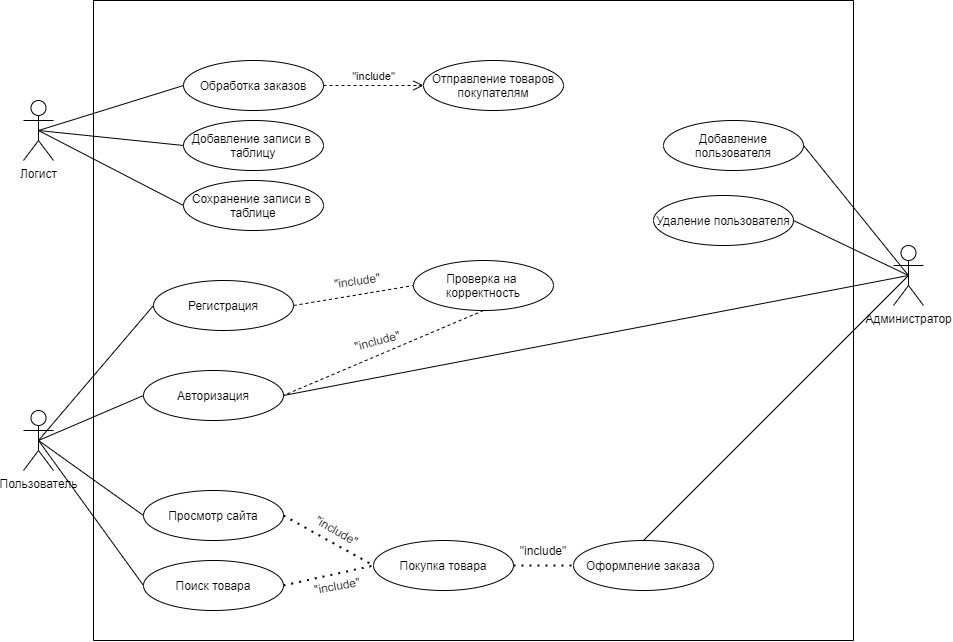 Обработка заказов
"include"
Отправление товаров
покупателям
Логист
Добавление записи в
таблицу
Добавление
пользователя
Сохранение записи в
таблице
Удаление пользователя
Регистрация
"include"
Проверка на
корректность
Администратор
"include"
Авторизация
Пользователь
Просмотр сайта
"include"
Поиск товара
"include"
Покупка товара
"include"
Оформление заказа